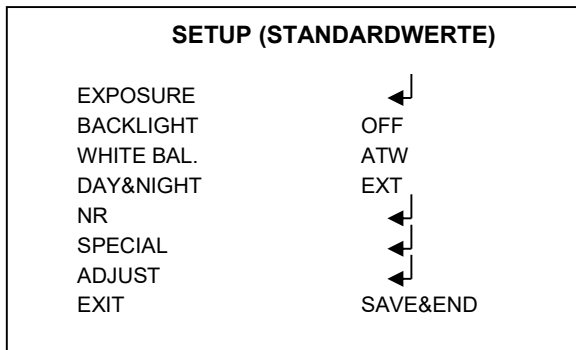 SETUP (STANDARDWERTE)
EXPOSURE ↲
BACKLIGHT OFF
WHITE BAL. ATW
DAY&NIGHT EXT
NR ↲
SPECIAL ↲
ADJUST ↲
EXIT SAVE&END